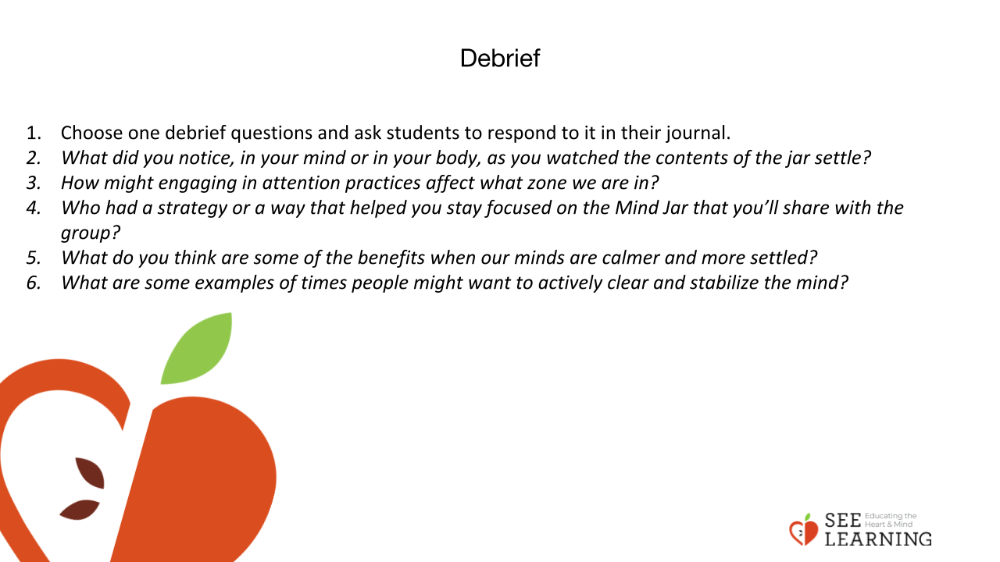 Debrief
1. Choose one debrief questions and ask students to respond to it in their journal.
2. What did you notice, in your mind or in your body, as you watched the contents of the jar settle?
3. How might engaging in attention practices affect what zone we are in?
4. Who had a strategy or a way that helped you stay focused on the Mind Jar that you’ll share with the
group?
5. What do you think are some of the benefits when our minds are calmer and more settled?
6. What are some examples of times people might want to actively clear and stabilize the mind?
SEE Educating the
Heart & Mind
LEARNING